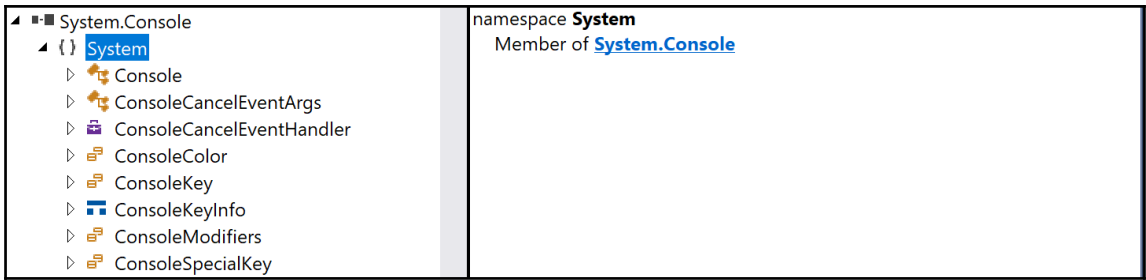 System.Console
{ } System
Console
ConsoleCancelEventArgs
ConsoleCancelEventHandler
ConsoleColor
ConsoleKey
ConsoleKeyInfo
ConsoleModifiers
ConsoleSpecialKey
namespace System
Member of System.Console